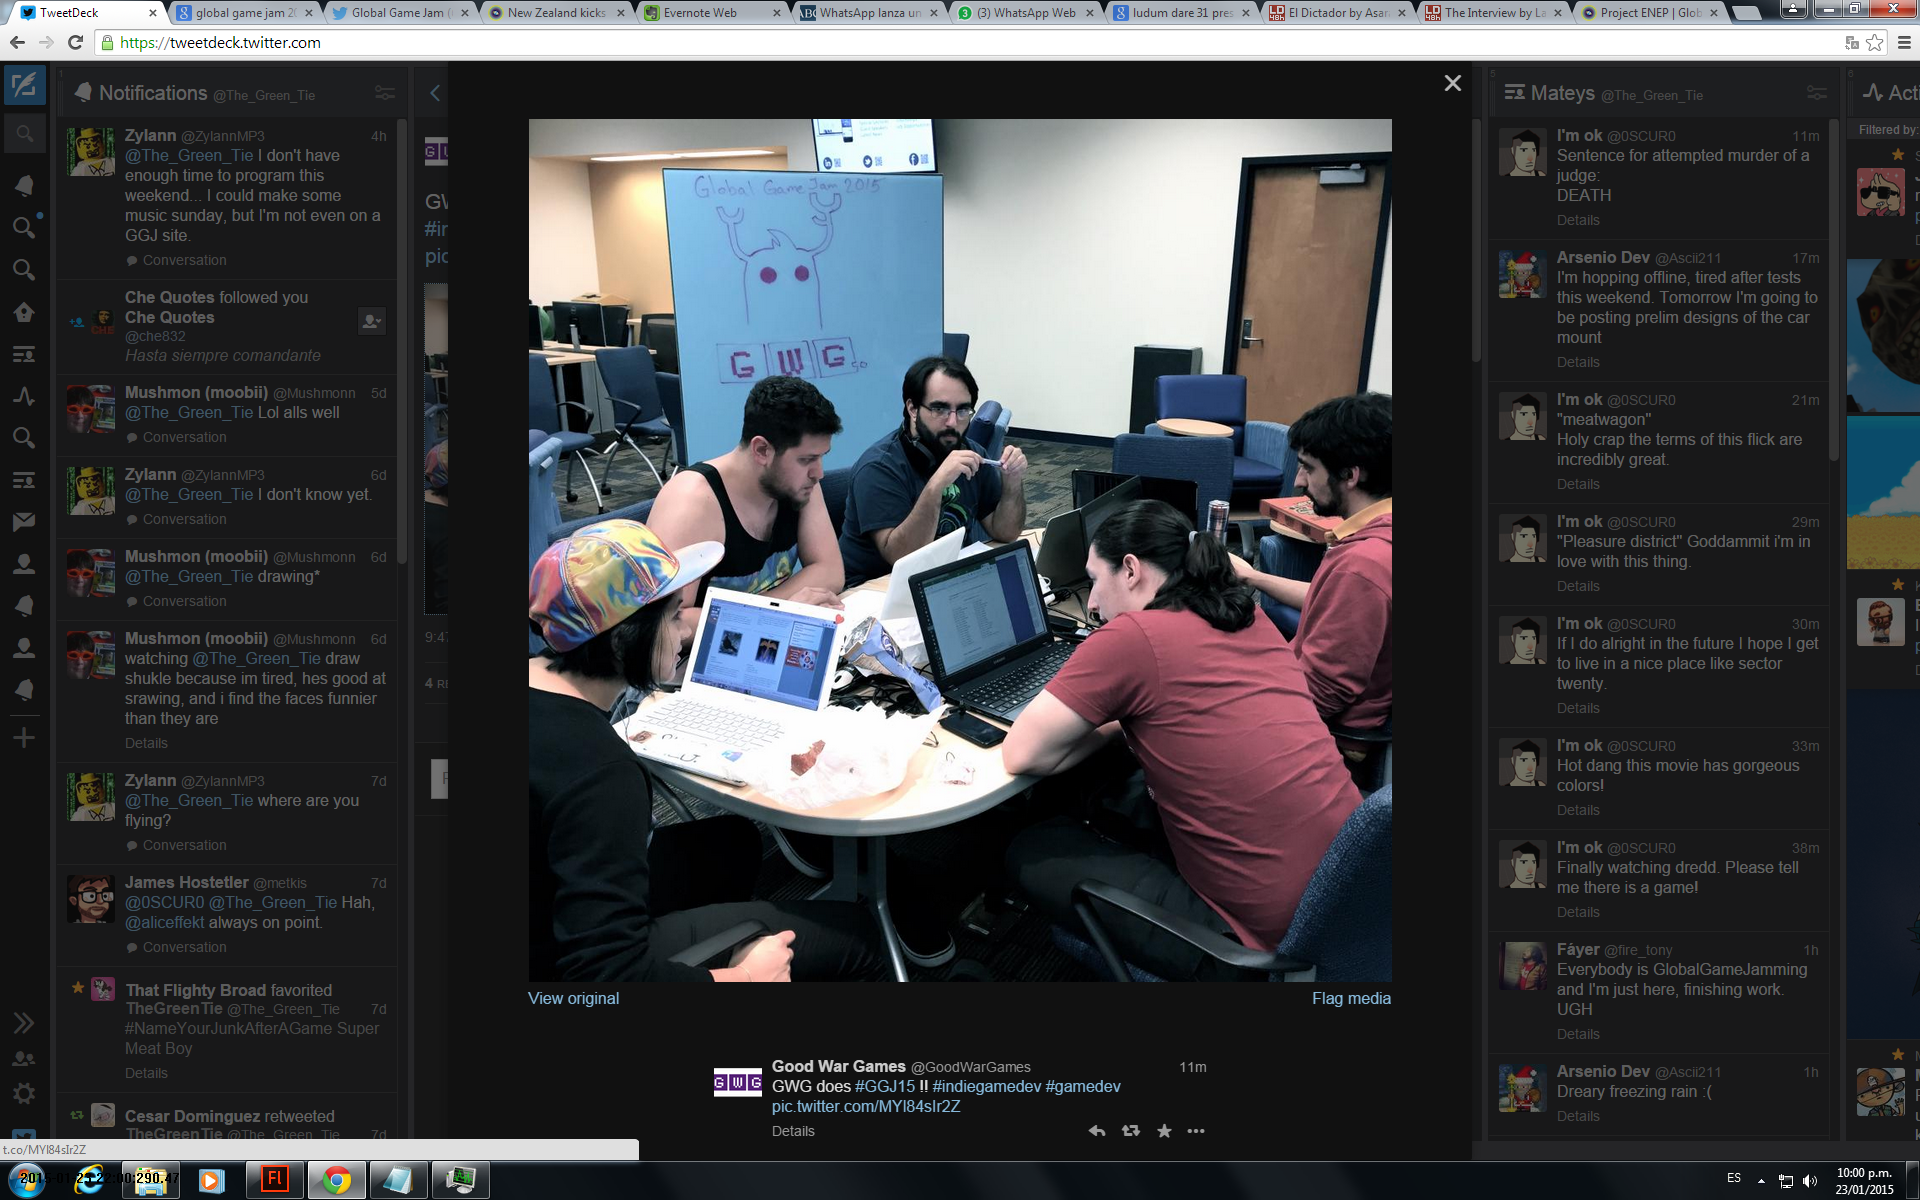 TweetDeck
global game jam 20
Global Game Jam (
New Zealand kicks
Evernote Web
WhatsApp lanza un
(3) WhatsApp Web
ludum dare 31 pres
El Dictador by Asar
The Interview by La
Project ENEP | Glob
https://tweetdeck.twitter.com
Notifications @The_Green_Tie
Zylann @ZylannMP3 4h
@The_Green_Tie I don't have
enough time to program this
weekend... I could make some
music sunday, but I'm not even on a
GGJ site.
Conversation
Che Quotes followed you
Che Quotes
@che832
Hasta siempre comandante
Mushmon (moobii) @Mushmonn 5d
@The_Green_Tie Lol alls well
Conversation
Zylann @ZylannMP3 6d
@The_Green_Tie I don't know yet.
Conversation
Mushmon (moobii) @Mushmonn 6d
@The_Green_Tie drawing*
Conversation
Mushmon (moobii) @Mushmonn 6d
watching @The_Green_Tie draw
shukle because im tired, hes good at
srawing, and i find the faces funnier
than they are
Details
Zylann @ZylannMP3 7d
@The_Green_Tie where are you
flying?
Conversation
James Hostetler @metkis 7d
@0SCUR0 @The_Green_Tie Hah,
@aliceffekt always on point.
Conversation
That Flighty Broad favorited
TheGreenTie @The_Green_Tie 7d
#NameYourJunkAfterAGame Super
Meat Boy
Details
Cesar Dominguez retweeted
TheGreenTie @The_Green_Tie 7d
t.co/MYl84sIr2Z
GW
#in
pic
9:47
4 RE
Global Game Jam 2015
G W G
View original
Flag media
GWG
Good War Games @GoodWarGames 11m
GWG does #GGJ15 !! #indiegamedev #gamedev
pic.twitter.com/MYl84sIr2Z
Details
Mateys @The_Green_Tie
I'm ok @0SCUR0 11m
Sentence for attempted murder of a
judge:
DEATH
Details
Arsenio Dev @Ascii211 17m
I'm hopping offline, tired after tests
this weekend. Tomorrow I'm going to
be posting prelim designs of the car
mount
Details
I'm ok @0SCUR0 21m
"meatwagon"
Holy crap the terms of this flick are
incredibly great.
Details
I'm ok @0SCUR0 29m
"Pleasure district" Goddammit i'm in
love with this thing.
Details
I'm ok @0SCUR0 30m
If I do alright in the future I hope I get
to live in a nice place like sector
twenty.
Details
I'm ok @0SCUR0 33m
Hot dang this movie has gorgeous
colors!
Details
I'm ok @0SCUR0 38m
Finally watching dredd. Please tell
me there is a game!
Details
Fáyer @fire_tony 1h
Everybody is GlobalGameJamming
and I'm just here, finishing work.
UGH
Details
Arsenio Dev @Ascii211 1h
Dreary freezing rain :(
Details
Acti
Filtered by:
ES
10:00 p.m.
23/01/2015